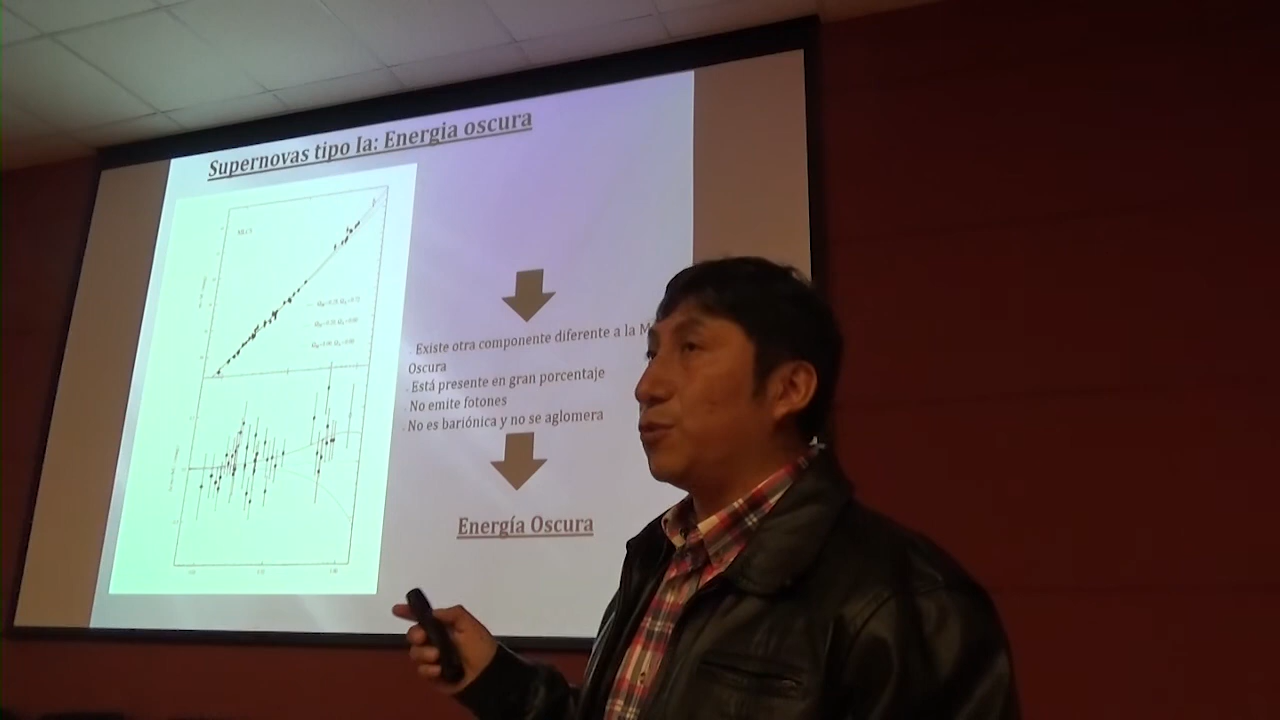 Supernovas tipo Ia: Energia oscura
MLCS
Existe otra componente diferente a la M
Oscura
Está presente en gran porcentaje
No emite fotones
No es bariónica y no se aglomera
Energía Oscura